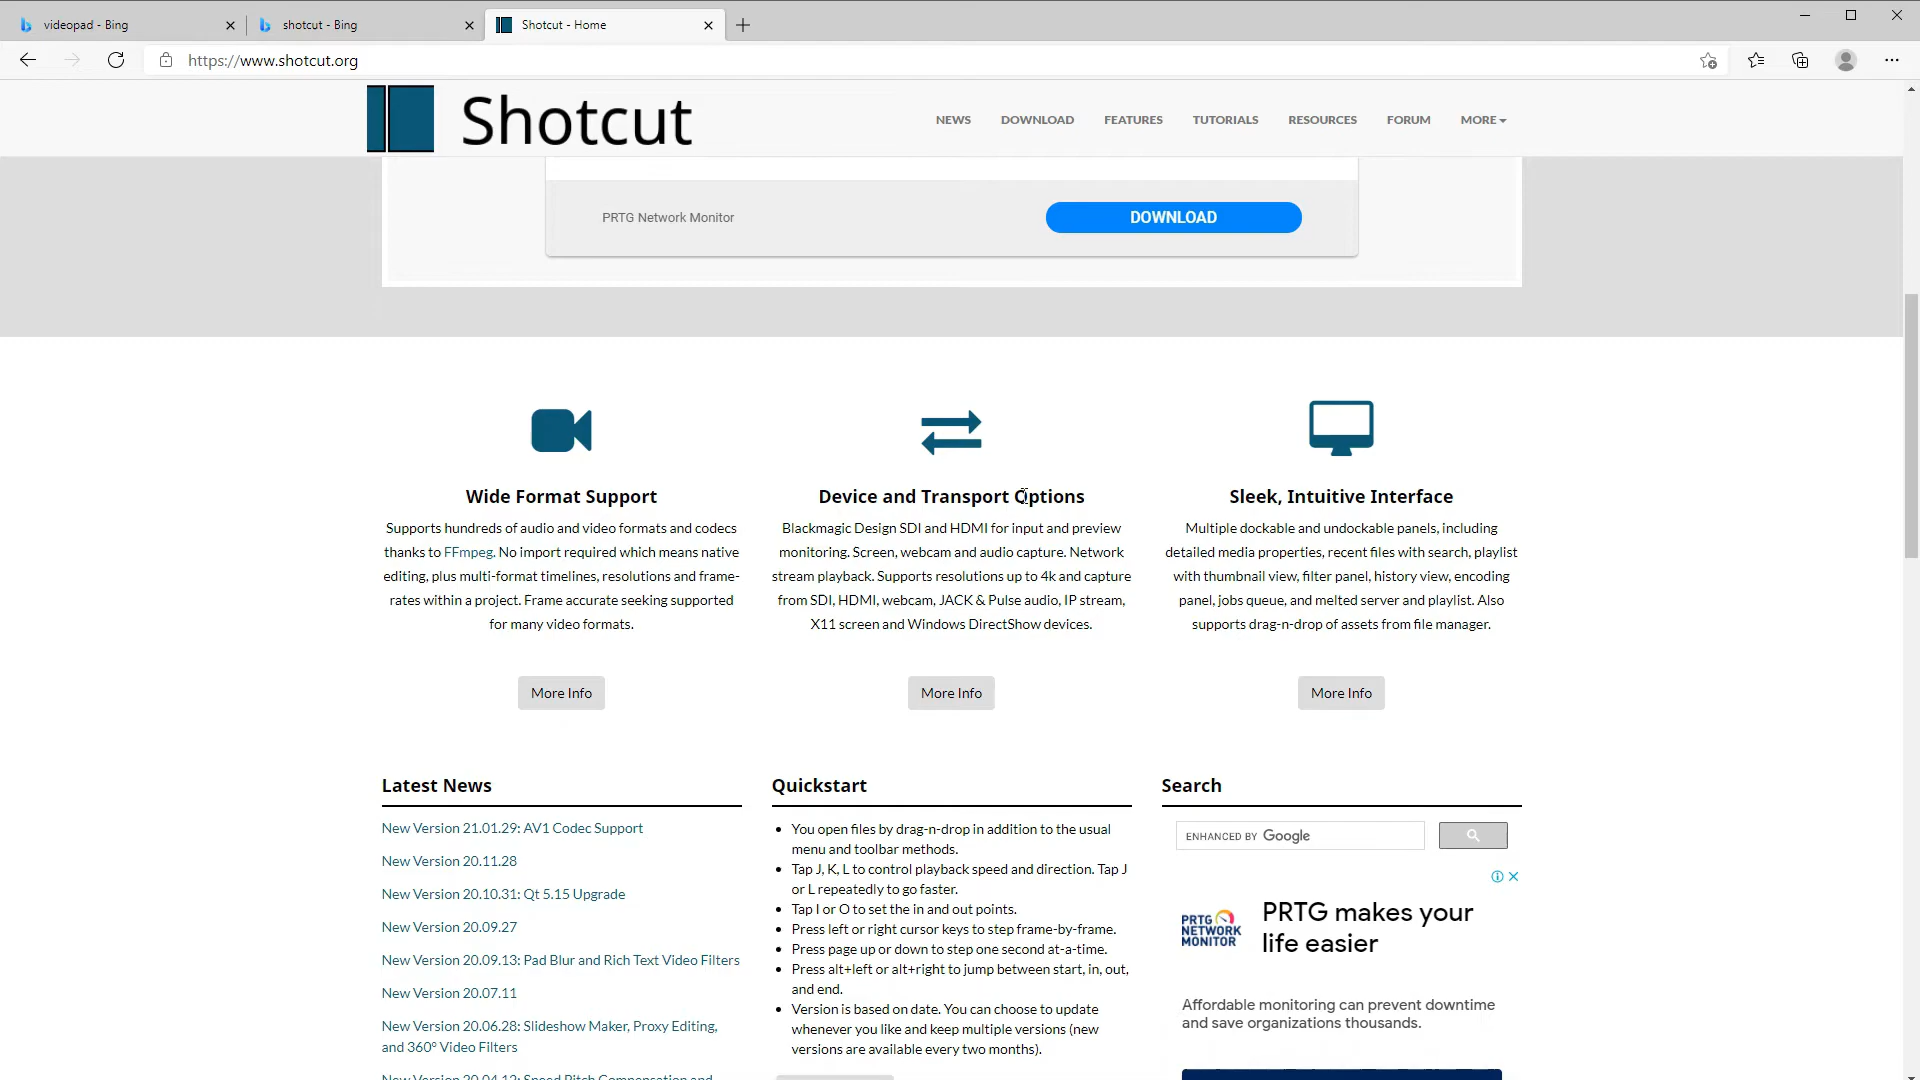 videopad - Bing
shotcut - Bing
Shotcut - Home
https://www.shotcut.org
Shotcut
NEWS
DOWNLOAD
FEATURES
TUTORIALS
RESOURCES
FORUM
MORE
PRTG Network Monitor
DOWNLOAD
Wide Format Support
Supports hundreds of audio and video formats and codecs
thanks to FFmpeg. No import required which means native
editing, plus multi-format timelines, resolutions and frame-
rates within a project. Frame accurate seeking supported
for many video formats.
More Info
Device and Transport Options
Blackmagic Design SDI and HDMI for input and preview
monitoring. Screen, webcam and audio capture. Network
stream playback. Supports resolutions up to 4k and capture
from SDI, HDMI, webcam, JACK & Pulse audio, IP stream,
X11 screen and Windows DirectShow devices.
More Info
Sleek, Intuitive Interface
Multiple dockable and undockable panels, including
detailed media properties, recent files with search, playlist
with thumbnail view, filter panel, history view, encoding
panel, jobs queue, and melted server and playlist. Also
supports drag-n-drop of assets from file manager.
More Info
Latest News
New Version 21.01.29: AV1 Codec Support
New Version 20.11.28
New Version 20.10.31: Qt 5.15 Upgrade
New Version 20.09.27
New Version 20.09.13: Pad Blur and Rich Text Video Filters
New Version 20.07.11
New Version 20.06.28: Slideshow Maker, Proxy Editing,
and 360° Video Filters
New Version 20.04.12: Speed Pitch Compensation and
Quickstart
You open files by drag-n-drop in addition to the usual
menu and toolbar methods.
Tap J, K, L to control playback speed and direction. Tap J
or L repeatedly to go faster.
Tap I or O to set the in and out points.
Press left or right cursor keys to step frame-by-frame.
Press page up or down to step one second at-a-time.
Press alt+left or alt+right to jump between start, in, out,
and end.
Version is based on date. You can choose to update
whenever you like and keep multiple versions (new
versions are available every two months).
Search
ENHANCED BY Google
PRTG
NETWORK
MONITOR
PRTG makes your
life easier
Affordable monitoring can prevent downtime
and save organizations thousands.